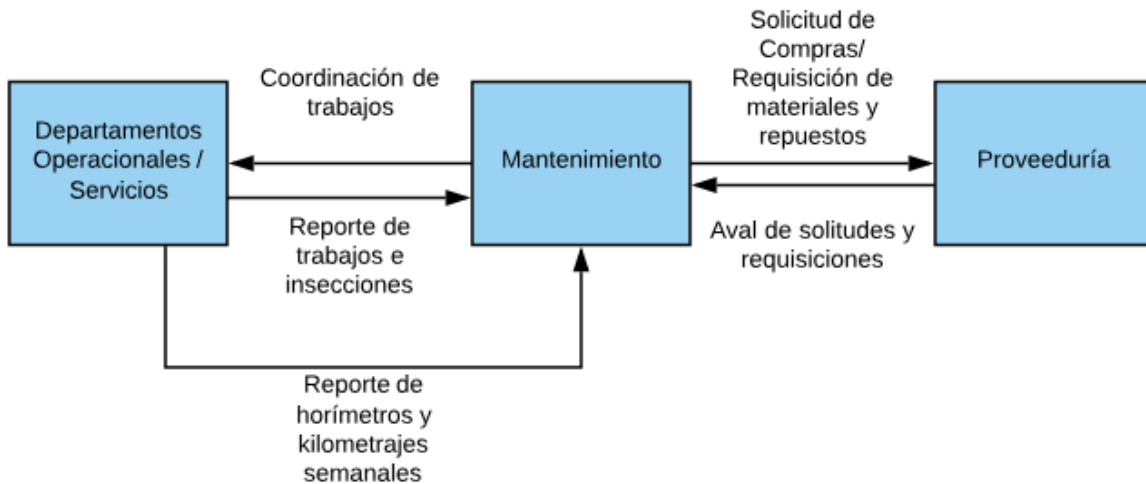 Solicitud de
Compras/
Requisición de
materiales y
repuestos
Coordinación de
trabajos
Departamentos
Operacionales /
Servicios
Mantenimiento
Proveeduría
Reporte de
trabajos e
insecciones
Aval de solitudes y
requisiciones
Reporte de
horímetros y
kilometrajes
semanales